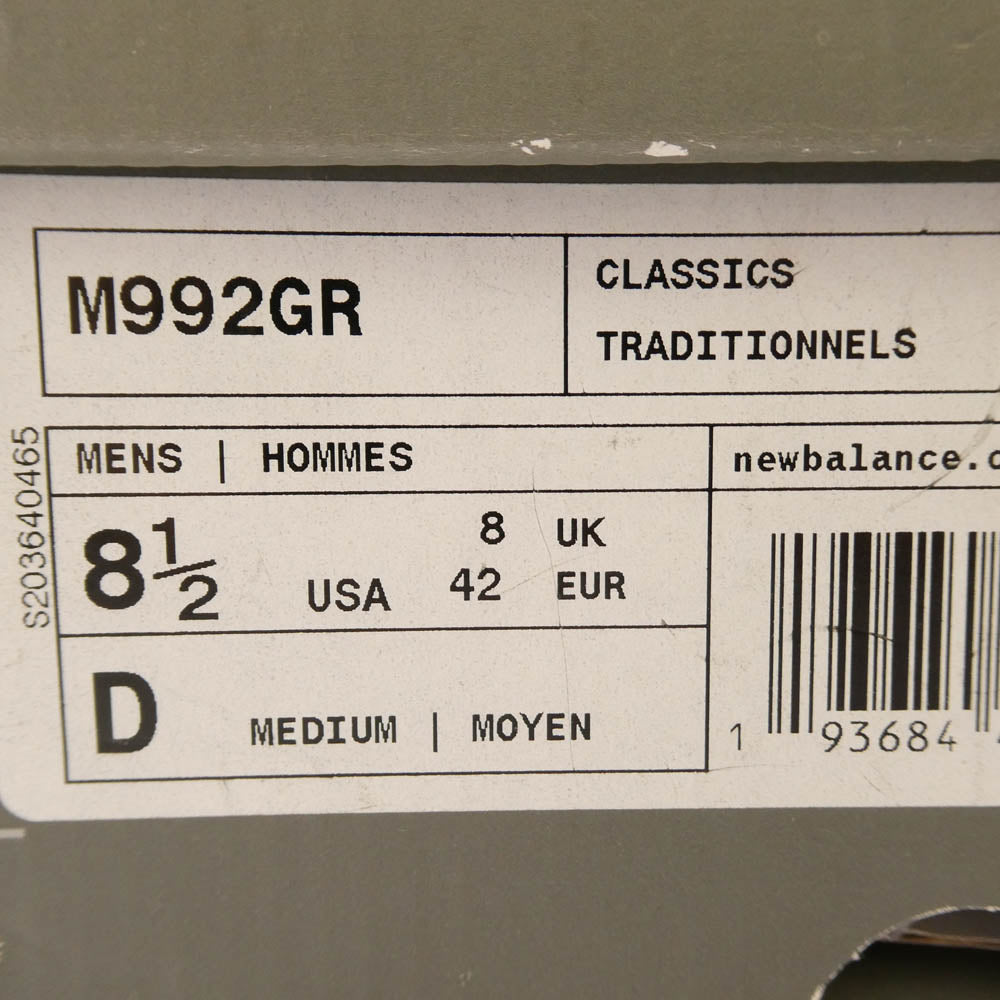 M992GR
CLASSICS
TRADITIONNELS
S203640465
MENS | HOMMES
newbalance.c
8½ USA
8 UK
42 EUR
D
MEDIUM | MOYEN
1 93684